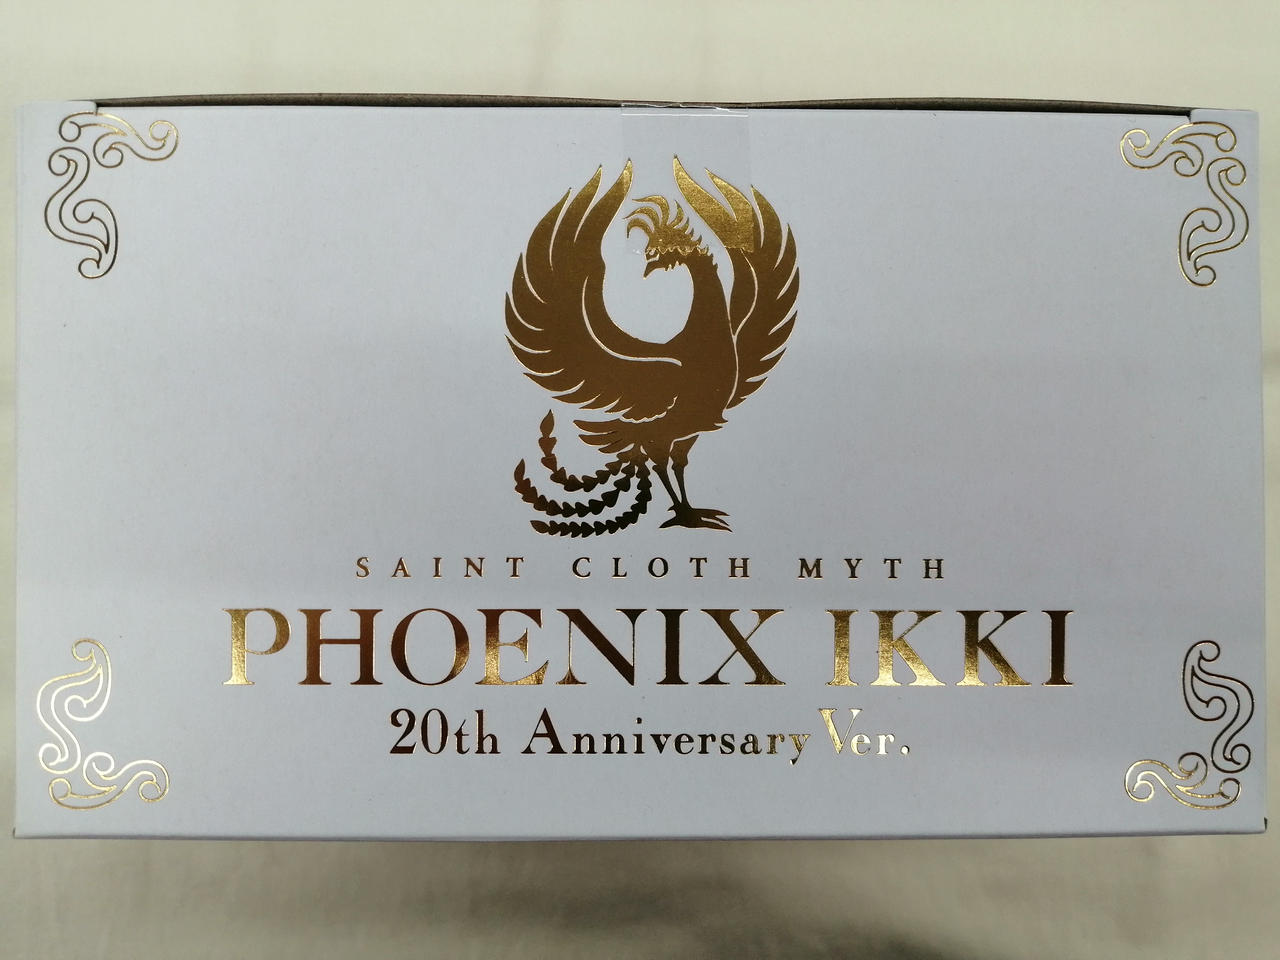 SAINT CLOTH MYTH
PHOENIX IKKI
20th Anniversary Ver.